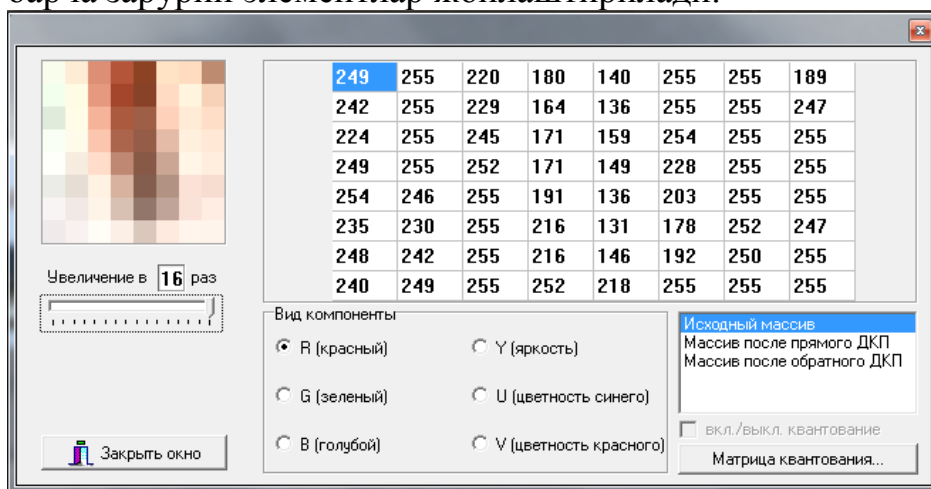 барча зарурий элементлар жойлаштирилади.
249 255 220 180 140 255 255 189
242 255 229 164 136 255 255 247
224 255 245 171 159 254 255 255
249 255 252 171 149 228 255 255
254 246 255 191 136 203 255 255
235 230 255 216 131 178 252 247
248 242 255 216 146 192 250 255
240 249 255 252 218 255 255 255
Увеличение в 16 раз
Вид компоненты
R (красный)
Y (яркость)
G (зеленый)
U (цветность синего)
B (голубой)
V (цветность красного)
Исходный массив
Массив после прямого ДКП
Массив после обратного ДКП
вкл./выкл. квантование
Закрыть окно
Матрица квантования...